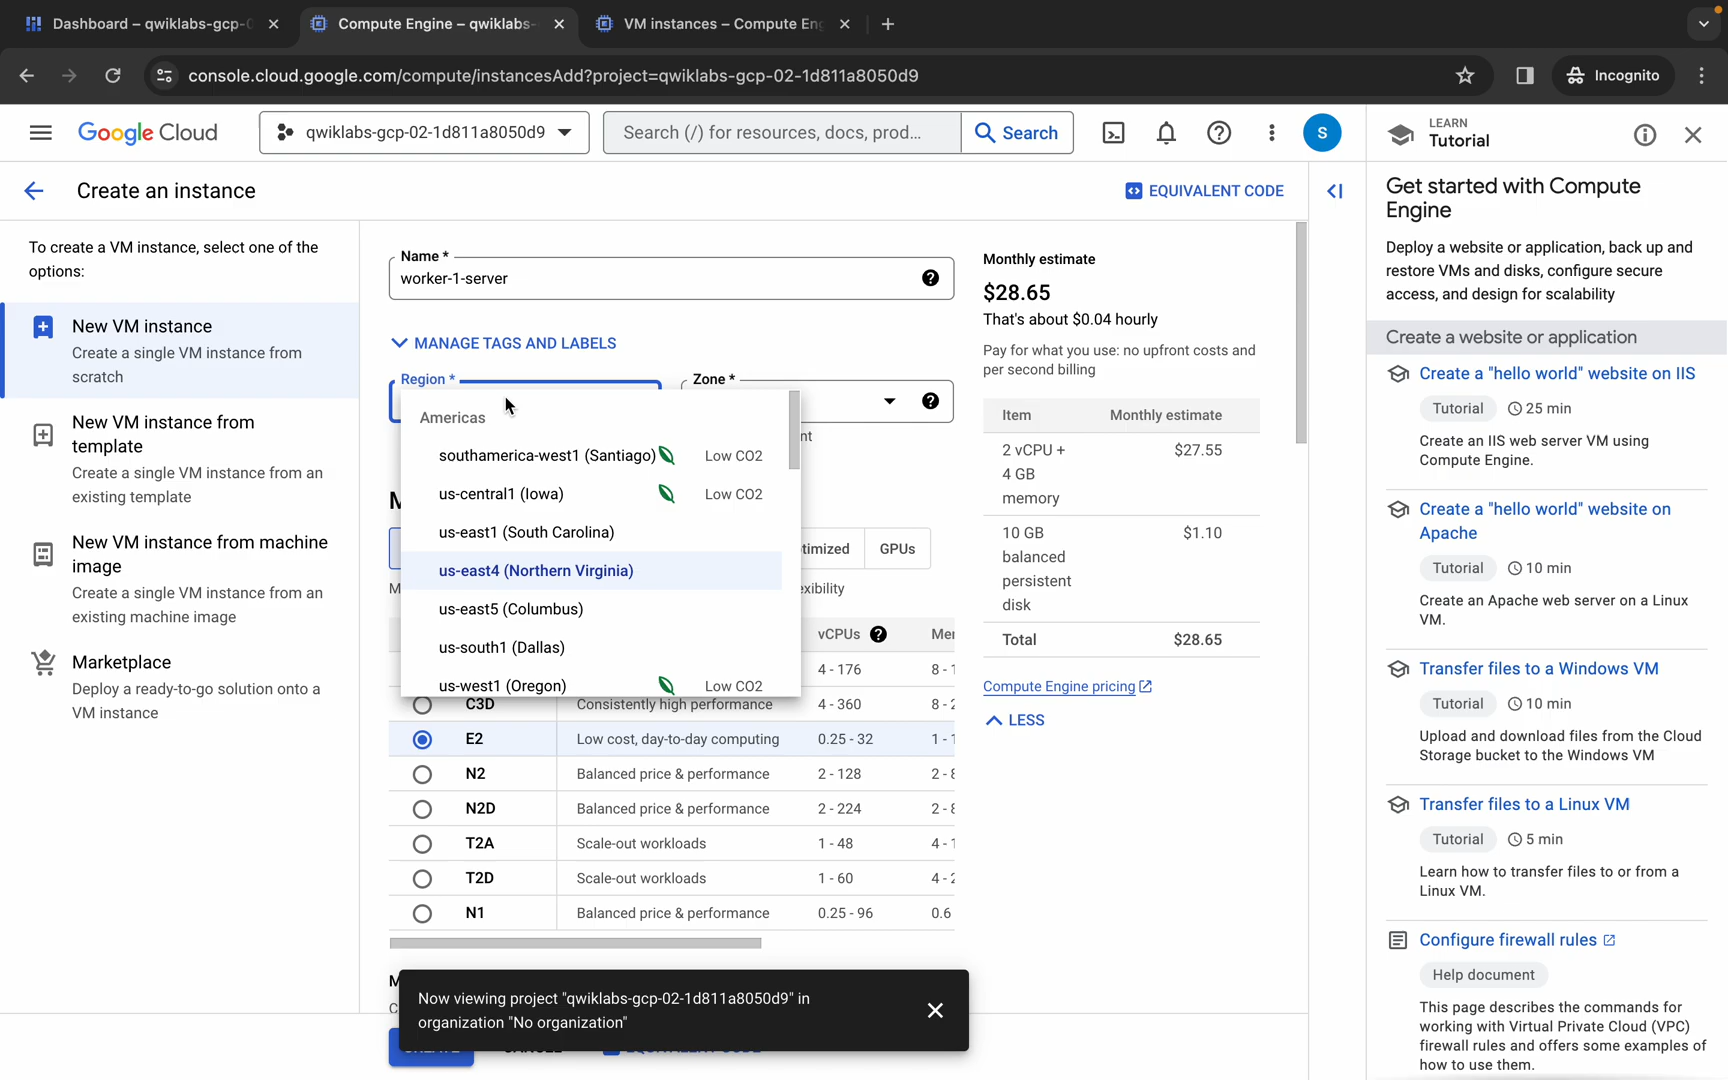 Dashboard – qwiklabs-gcp-
Compute Engine – qwiklabs-
VM instances – Compute Eng
console.cloud.google.com/compute/instancesAdd?project=qwiklabs-gcp-02-1d811a8050d9
Incognito
Google Cloud
qwiklabs-gcp-02-1d811a8050d9
Search (/) for resources, docs, prod...
Search
S
Create an instance
EQUIVALENT CODE
To create a VM instance, select one of the
options:
New VM instance
Create a single VM instance from
scratch
New VM instance from
template
Create a single VM instance from an
existing template
New VM instance from machine
image
Create a single VM instance from an
existing machine image
Marketplace
Deploy a ready-to-go solution onto a
VM instance
Name *
worker-1-server
MANAGE TAGS AND LABELS
Region *
Zone *
Americas
southamerica-west1 (Santiago) Low CO2
us-central1 (Iowa) Low CO2
us-east1 (South Carolina)
us-east4 (Northern Virginia)
us-east5 (Columbus)
us-south1 (Dallas)
us-west1 (Oregon) Low CO2
GPUs
vCPUs
4 - 176
C3D Consistently high performance 4 - 360
E2 Low cost, day-to-day computing 0.25 - 32
N2 Balanced price & performance 2 - 128
N2D Balanced price & performance 2 - 224
T2A Scale-out workloads 1 - 48
T2D Scale-out workloads 1 - 60
N1 Balanced price & performance 0.25 - 96 0.6
Now viewing project "qwiklabs-gcp-02-1d811a8050d9" in
organization "No organization"
Monthly estimate
$28.65
That's about $0.04 hourly
Pay for what you use: no upfront costs and
per second billing
Item Monthly estimate
2 vCPU + $27.55
4 GB
memory
10 GB $1.10
balanced
persistent
disk
Total $28.65
Compute Engine pricing
LESS
LEARN
Tutorial
Get started with Compute
Engine
Deploy a website or application, back up and
restore VMs and disks, configure secure
access, and design for scalability
Create a website or application
Create a "hello world" website on IIS
Tutorial 25 min
Create an IIS web server VM using
Compute Engine.
Create a "hello world" website on
Apache
Tutorial 10 min
Create an Apache web server on a Linux
VM.
Transfer files to a Windows VM
Tutorial 10 min
Upload and download files from the Cloud
Storage bucket to the Windows VM
Transfer files to a Linux VM
Tutorial 5 min
Learn how to transfer files to or from a
Linux VM.
Configure firewall rules
Help document
This page describes the commands for
working with Virtual Private Cloud (VPC)
firewall rules and offers some examples of
how to use them.